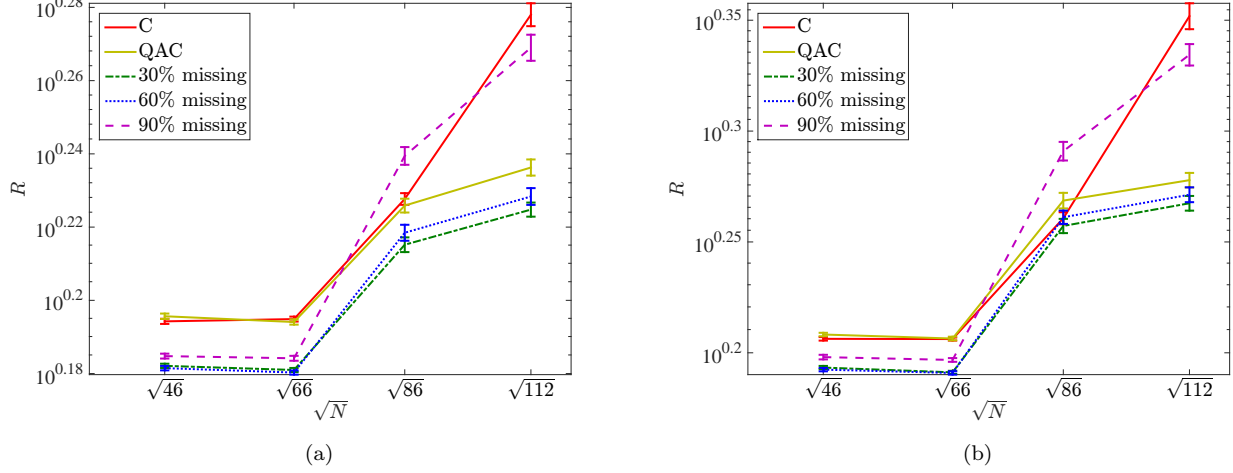 10^0.28
10^0.26
10^0.24
10^0.22
10^0.2
10^0.18
R
C
QAC
30% missing
60% missing
90% missing
√46
√66
√86
√112
√N
(a)
10^0.35
10^0.3
10^0.25
10^0.2
R
C
QAC
30% missing
60% missing
90% missing
√46
√66
√86
√112
√N
(b)